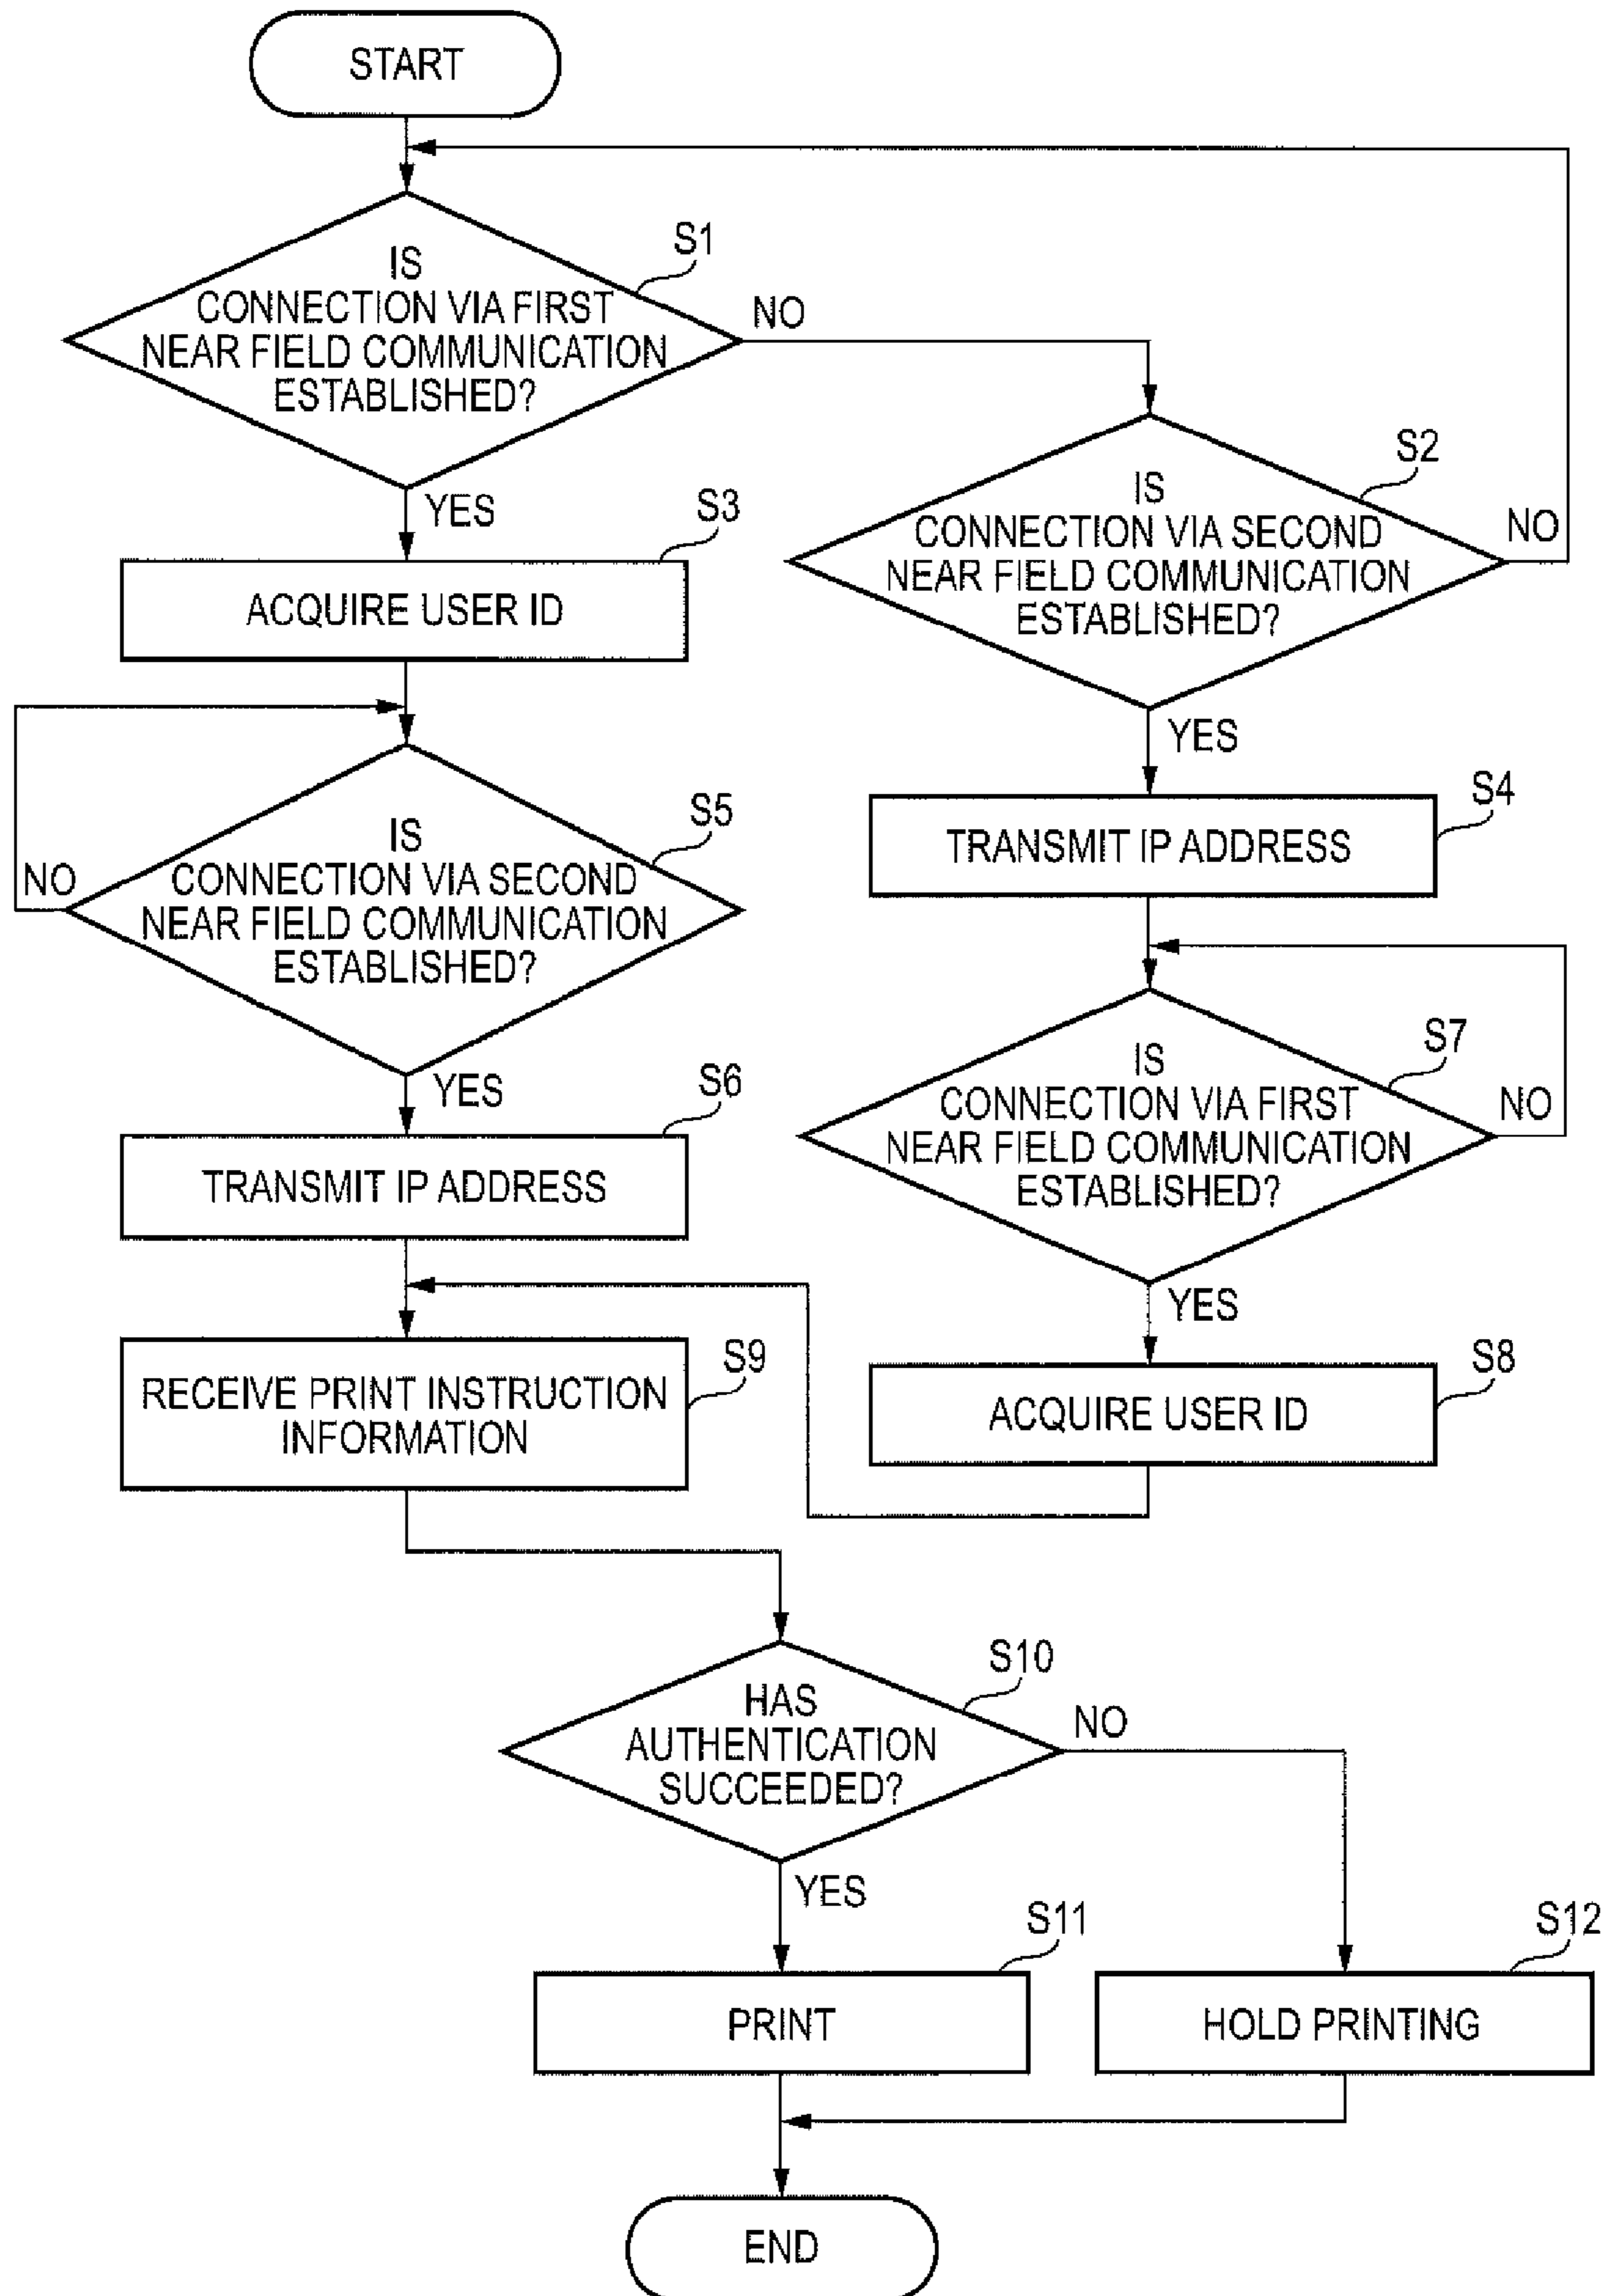 START
S1
IS
CONNECTION VIA FIRST
NEAR FIELD COMMUNICATION
ESTABLISHED?
NO
YES
S2
IS
CONNECTION VIA SECOND
NEAR FIELD COMMUNICATION
ESTABLISHED?
NO
YES
S3
ACQUIRE USER ID
S4
TRANSMIT IP ADDRESS
S5
IS
CONNECTION VIA SECOND
NEAR FIELD COMMUNICATION
ESTABLISHED?
NO
YES
S6
TRANSMIT IP ADDRESS
S7
IS
CONNECTION VIA FIRST
NEAR FIELD COMMUNICATION
ESTABLISHED?
NO
YES
S8
ACQUIRE USER ID
S9
RECEIVE PRINT INSTRUCTION
INFORMATION
S10
HAS
AUTHENTICATION
SUCCEEDED?
NO
YES
S11
PRINT
S12
HOLD PRINTING
END